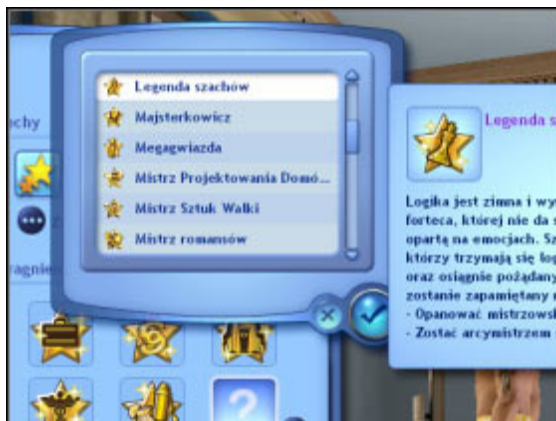 Legenda szachów
Majsterkowicz
Megagwiazda
Mistrz Projektowania Domó...
Mistrz Sztuk Walki
Mistrz romansów
chy
ragnie
Legenda s
Logika jest zimna i wy
forteca, której nie da s
opartą na emocjach. Sz
którzy trzymają się log
oraz osiągnie pożądany
zostanie zapamiętany
- Opanować mistrzowsk
- Zostać arcymistrzem
?